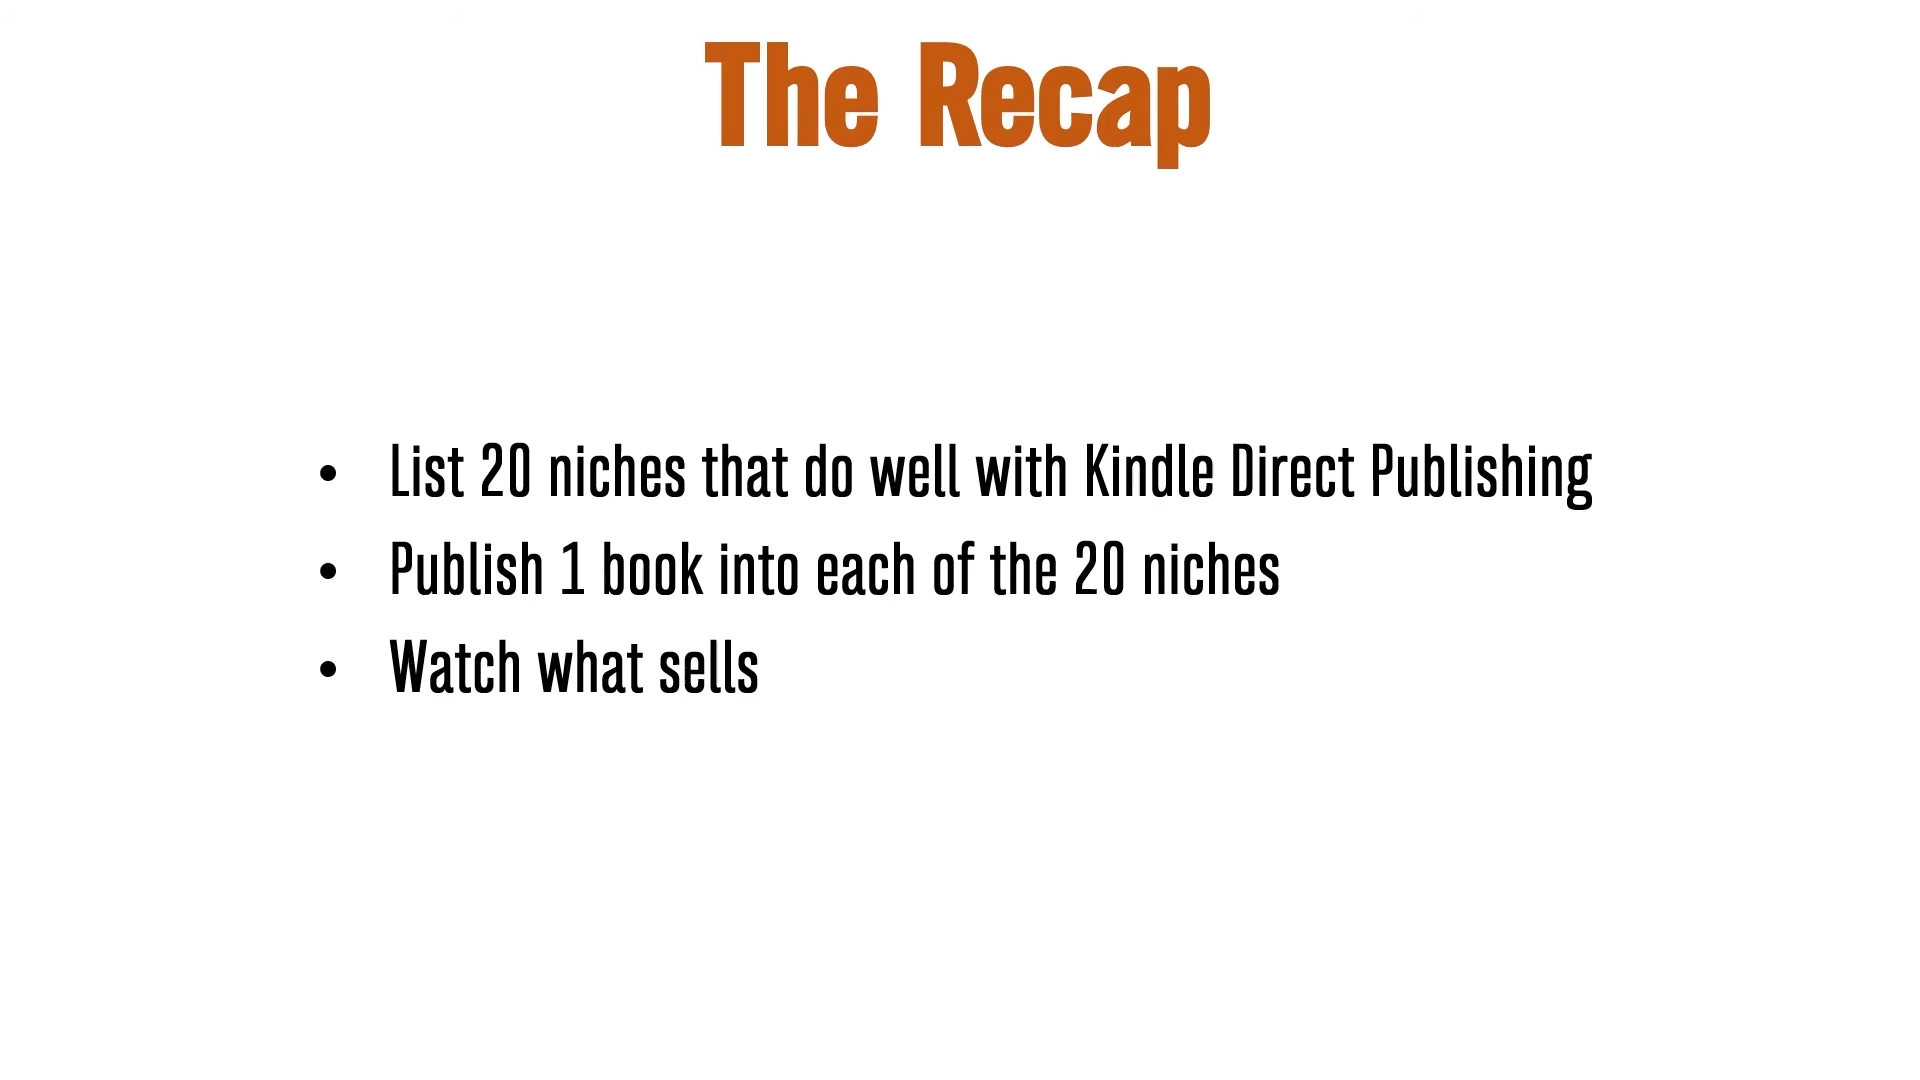 The Recap
• List 20 niches that do well with Kindle Direct Publishing
• Publish 1 book into each of the 20 niches
• Watch what sells